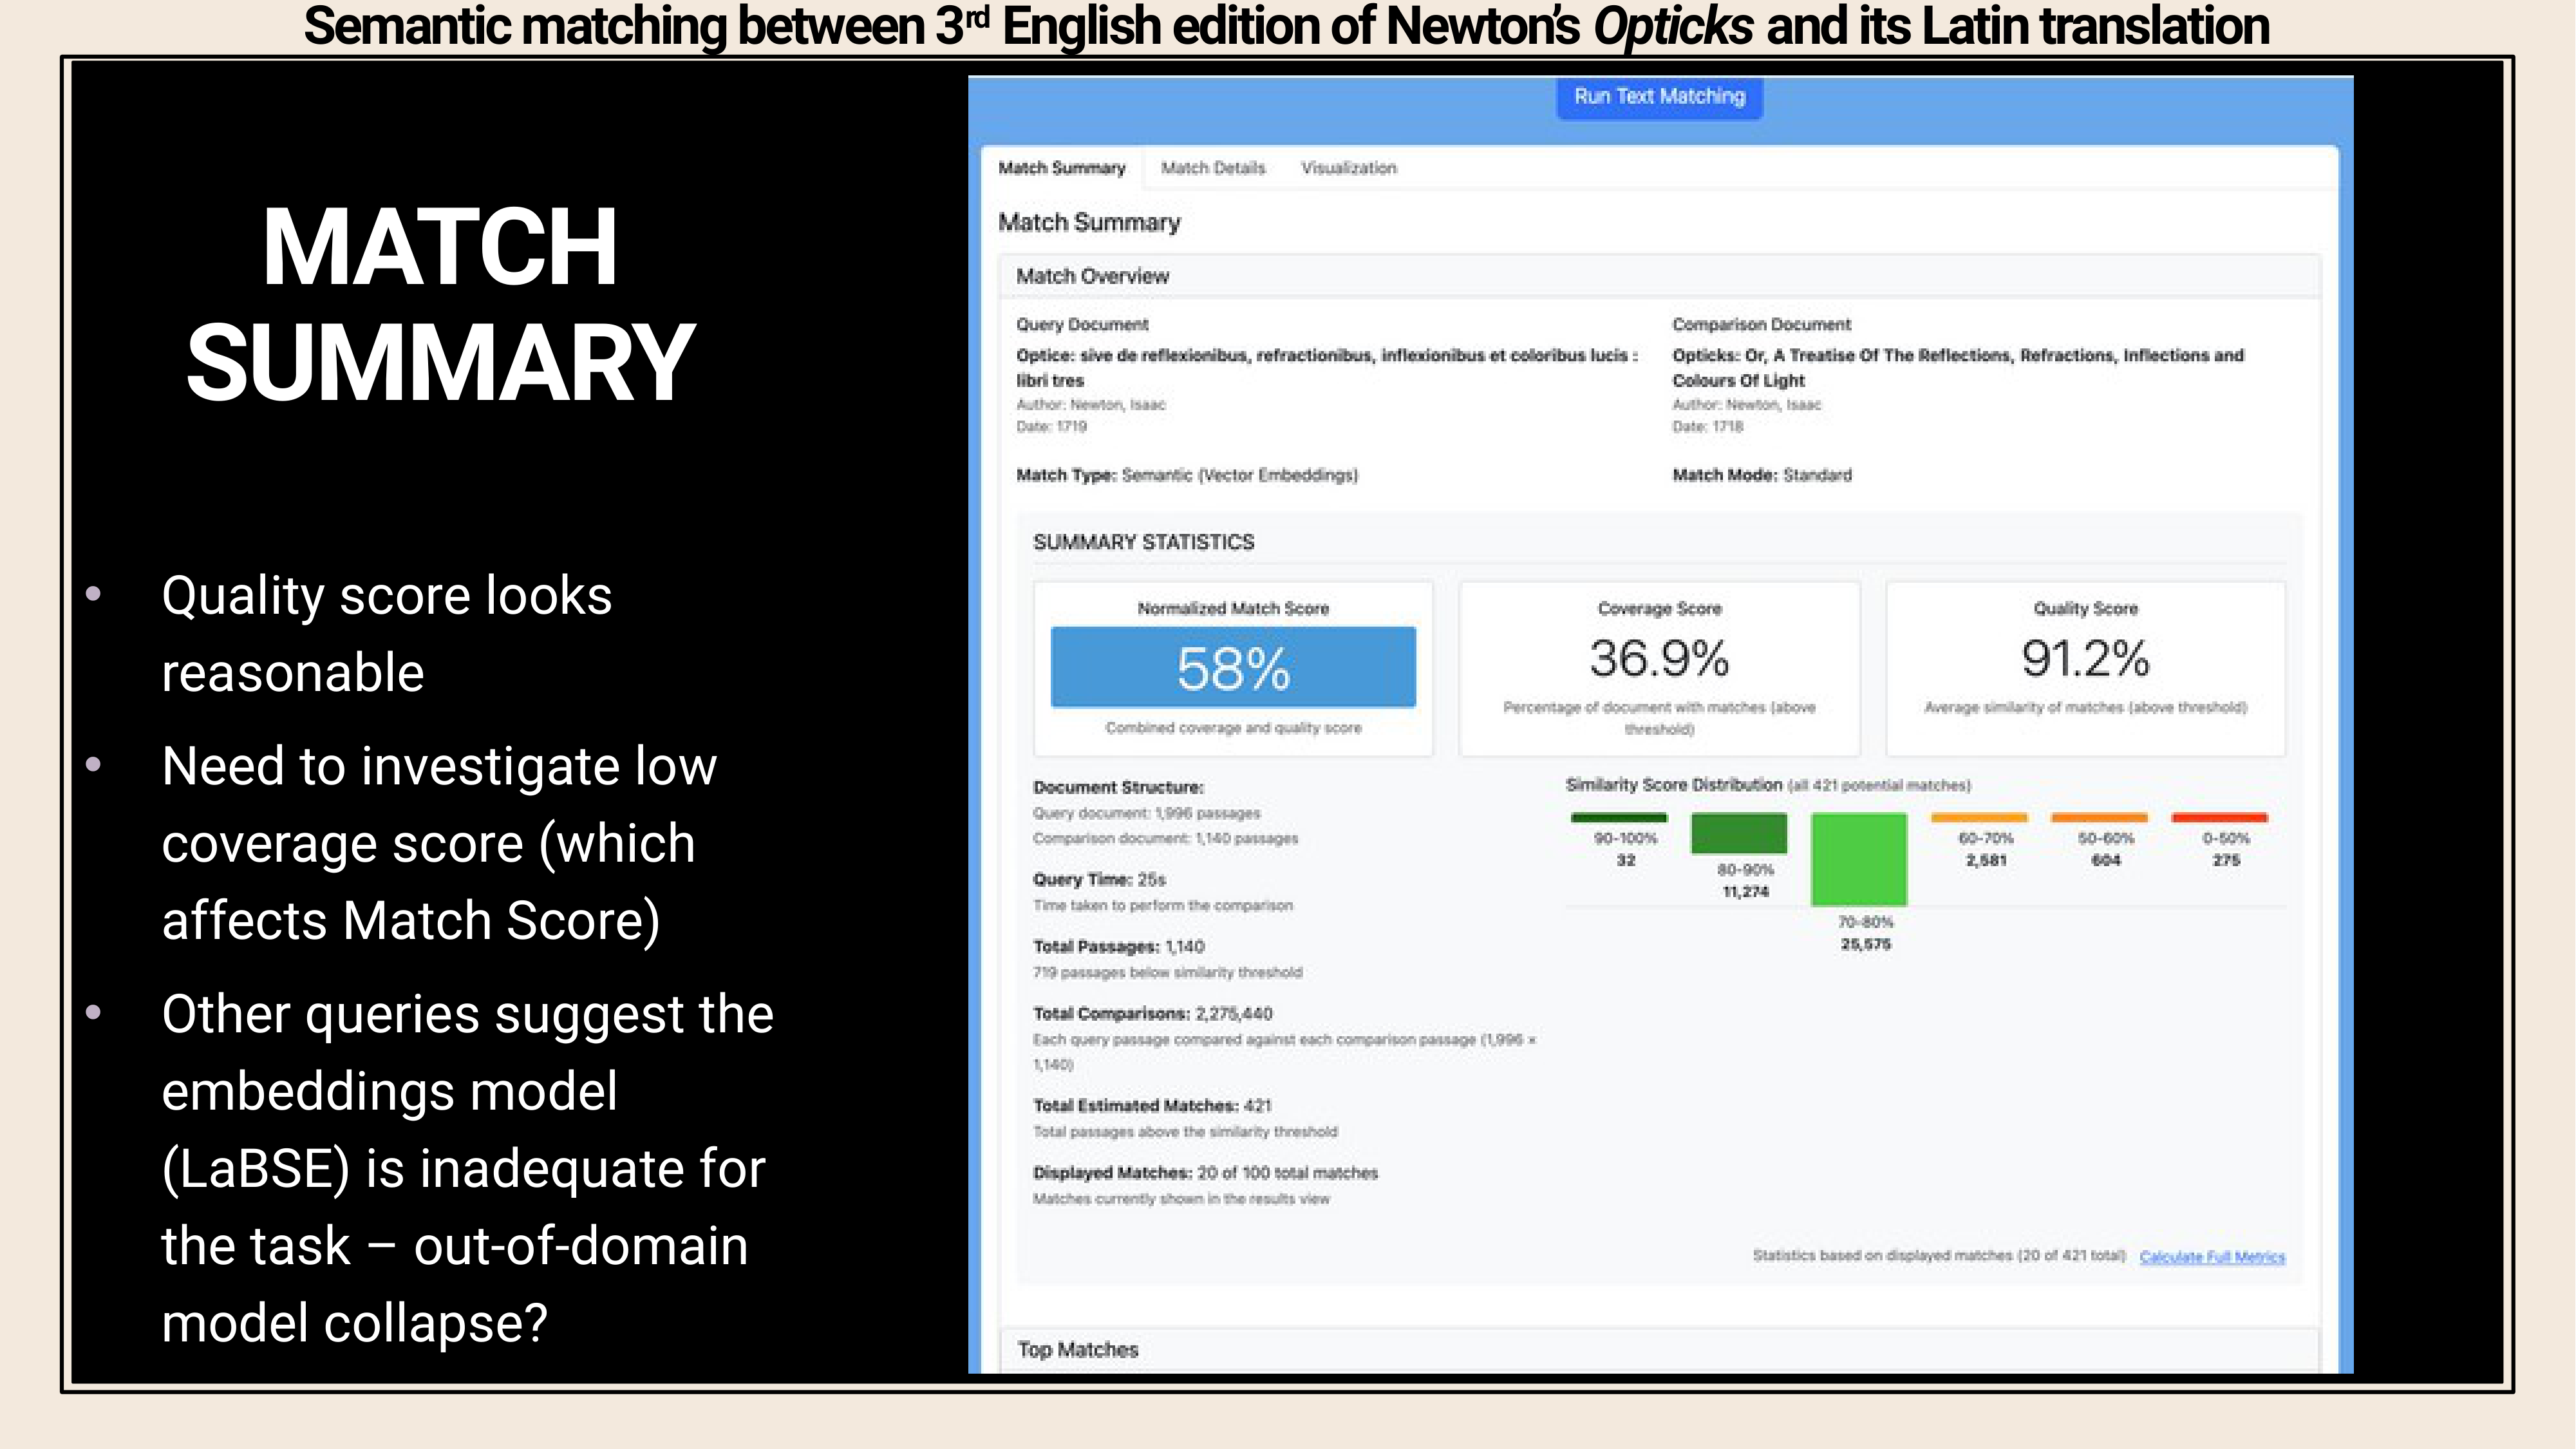 Semantic matching between 3rd English edition of Newton's Opticks and its Latin translation
MATCH
SUMMARY
• Quality score looks
reasonable
• Need to investigate low
coverage score (which
affects Match Score)
• Other queries suggest the
embeddings model
(LaBSE) is inadequate for
the task – out-of-domain
model collapse?
Run Text Matching
Match Summary Match Details Visualization
Match Summary
Match Overview
Query Document
Optice: sive de reflexionibus, refractionibus, inflexionibus et coloribus lucis :
libri tres
Author: Newton, Isaac
Date: 1719
Comparison Document
Opticks: Or, A Treatise Of The Reflections, Refractions, Inflections and
Colours Of Light
Author: Newton, Isaac
Date: 1718
Match Type: Semantic (Vector Embeddings)
Match Mode: Standard
SUMMARY STATISTICS
Normalized Match Score
58%
Combined coverage and quality score
Coverage Score
36.9%
Percentage of document with matches (above
threshold)
Quality Score
91.2%
Average similarity of matches (above threshold)
Document Structure:
Query document: 1,996 passages
Comparison document: 1,140 passages
Query Time: 25s
Time taken to perform the comparison
Total Passages: 1,140
719 passages below similarity threshold
Total Comparisons: 2,275,440
Each query passage compared against each comparison passage (1,996 ×
1,140)
Total Estimated Matches: 421
Total passages above the similarity threshold
Displayed Matches: 20 of 100 total matches
Matches currently shown in the results view
Similarity Score Distribution (all 421 potential matches)
90-100%
32
80-90%
11,274
70-80%
25,575
60-70%
2,581
50-60%
604
0-50%
275
Statistics based on displayed matches (20 of 421 total) Calculate Full Metrics
Top Matches